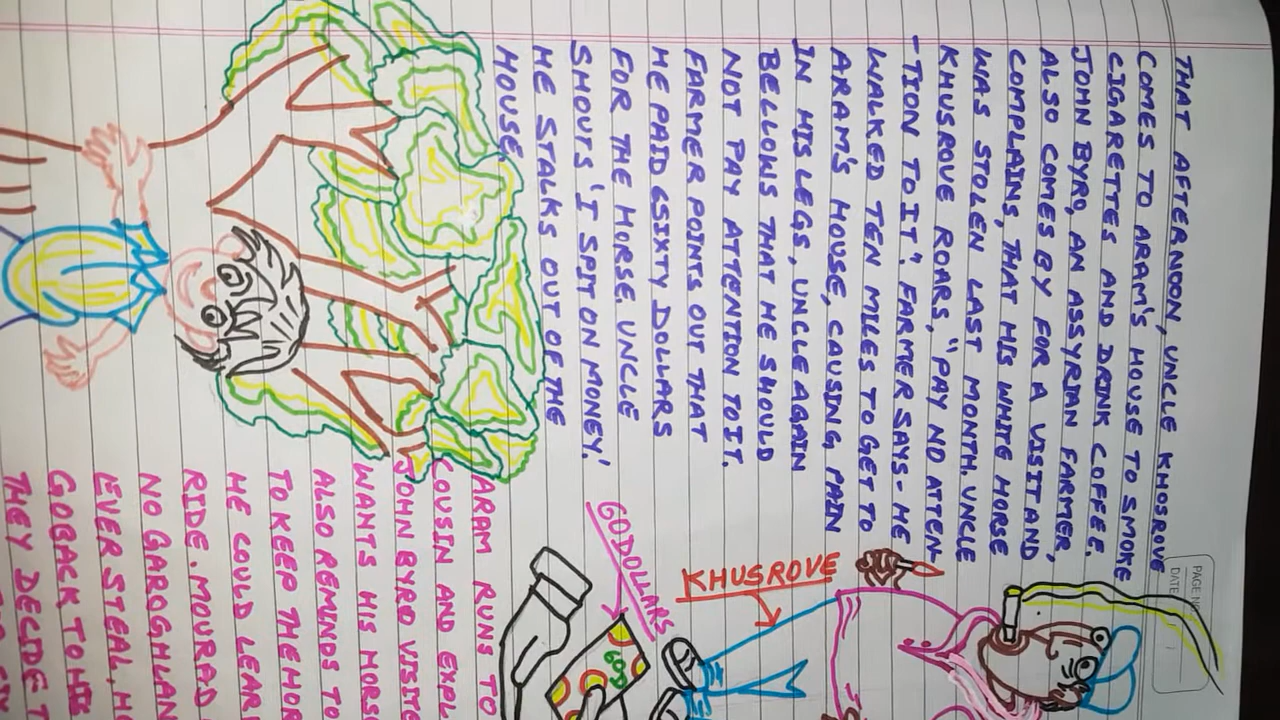 PAGE NO
DATE
THAT AFTERNOON, UNCLE KHOSROVE
COMES TO ARAM'S HOUSE TO SMOKE
CIGARETTES AND DRINK COFFEE.
JOHN BYRO, AN ASSYRIAN FARMER,
ALSO COMES BY FOR A VISIT AND
COMPLAINS, THAT HIS WHITE HORSE
WAS STOLEN LAST MONTH. UNCLE
KHUSROVE ROARS, "PAY NO ATTEN-
-TION TO IT". FARMER SAYS- HE
WALKED TEN MILES TO GET TO
ARAM'S HOUSE, CAUSING PAIN
IN HIS LEGS, UNCLE AGAIN
BELLOWS THAT HE SHOULD
NOT PAY ATTENTION TO IT.
FARMER POINTS OUT THAT
HE PAID SIXTY DOLLARS
FOR THE HORSE UNCLE
SHOUTS 'I SPIT ON MONEY.'
HE STALKS OUT OF THE
HOUSE
KHUSROVE
60 DOLLARS
ARAM RUNS TO
COUSIN AND EXPL
JOHN BYRO VISITE
WANTS HIS HORSE
ALSO REMINDS TO
TO KEEP THE HOR
HE COULD LEAR
RIDE. MOURAD
NO GAROGHLAN
EVER STEAL, H
GO BACK TO
THEY DECIDE T